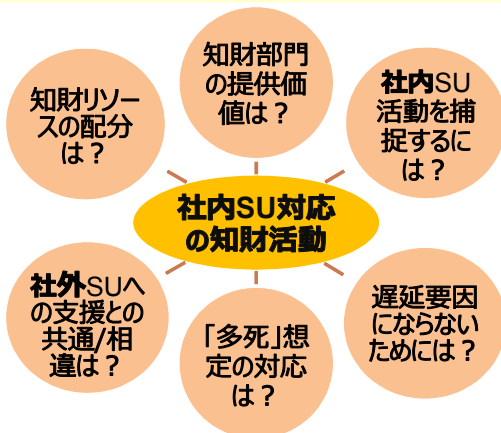 知財部門
の提供価
値は？
知財リソー
スの配分
は？
社内SU
活動を捕
捉するに
は？
社内SU対応
の知財活動
社外SUへ
の支援との
共通/相
違は？
「多死」想
定の対応
は？
遅延要因
にならない
ためには？